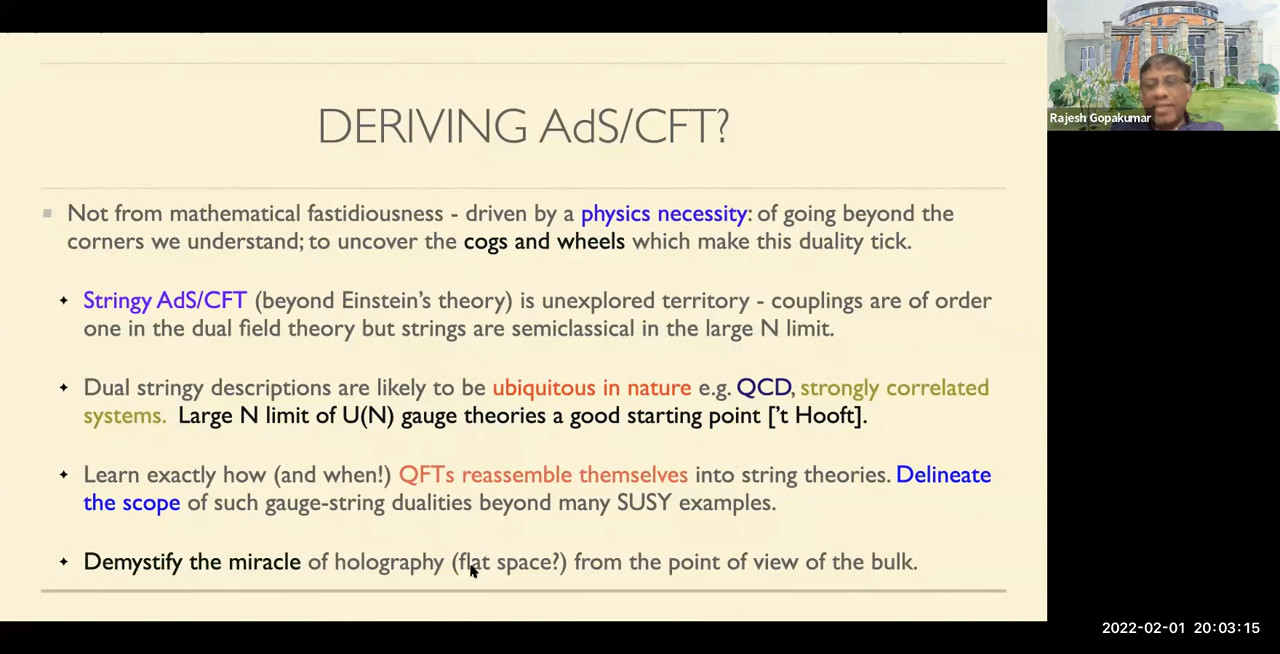 DERIVING AdS/CFT?
Not from mathematical fastidiousness - driven by a physics necessity: of going beyond the
corners we understand; to uncover the cogs and wheels which make this duality tick.
Stringy AdS/CFT (beyond Einstein's theory) is unexplored territory - couplings are of order
one in the dual field theory but strings are semiclassical in the large N limit.
Dual stringy descriptions are likely to be ubiquitous in nature e.g. QCD, strongly correlated
systems. Large N limit of U(N) gauge theories a good starting point ['t Hooft].
Learn exactly how (and when!) QFTs reassemble themselves into string theories. Delineate
the scope of such gauge-string dualities beyond many SUSY examples.
Demystify the miracle of holography (flat space?) from the point of view of the bulk.
Rajesh Gopakumar
2022-02-01 20:03:15